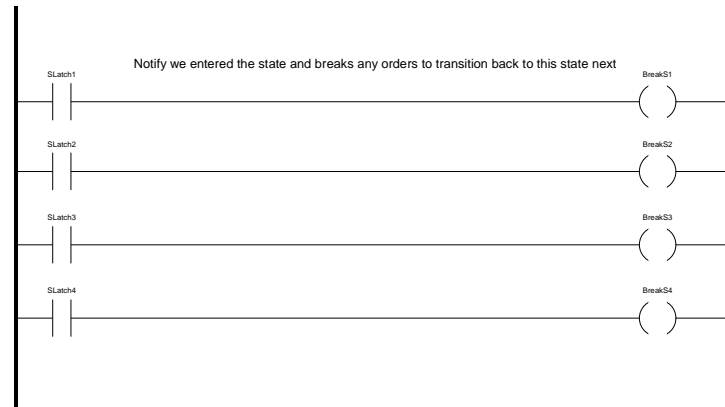 Notify we entered the state and breaks any orders to transition back to this state next
SLatch1 BreakS1
SLatch2 BreakS2
SLatch3 BreakS3
SLatch4 BreakS4